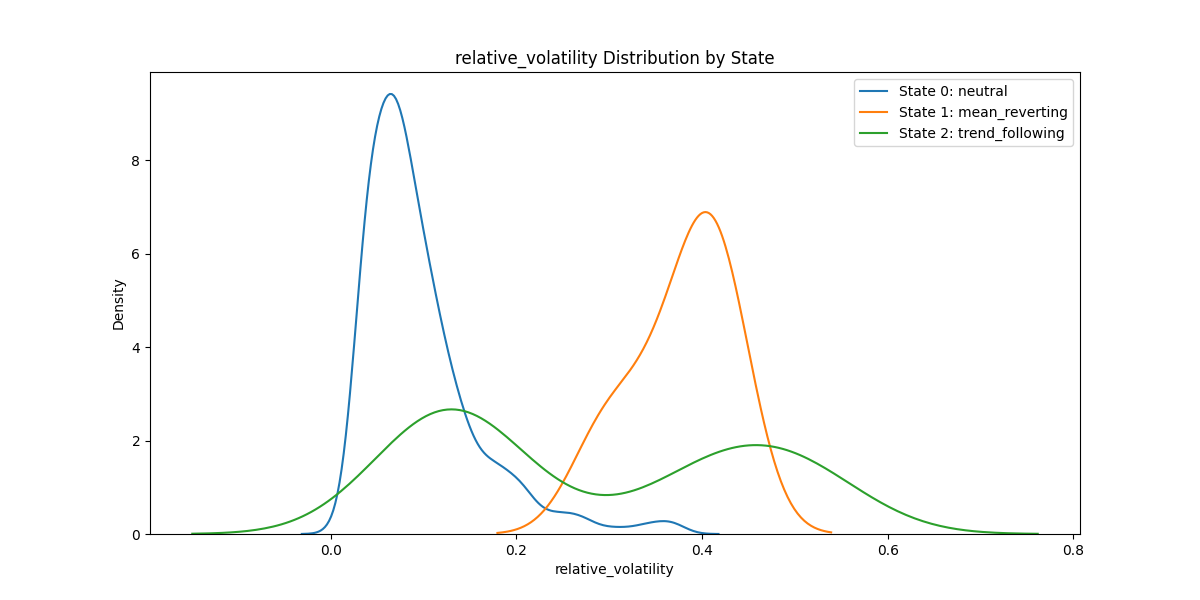 relative_volatility Distribution by State
State 0: neutral
State 1: mean_reverting
State 2: trend_following
Density
8
6
4
2
0
0.0 0.2 0.4 0.6 0.8
relative_volatility